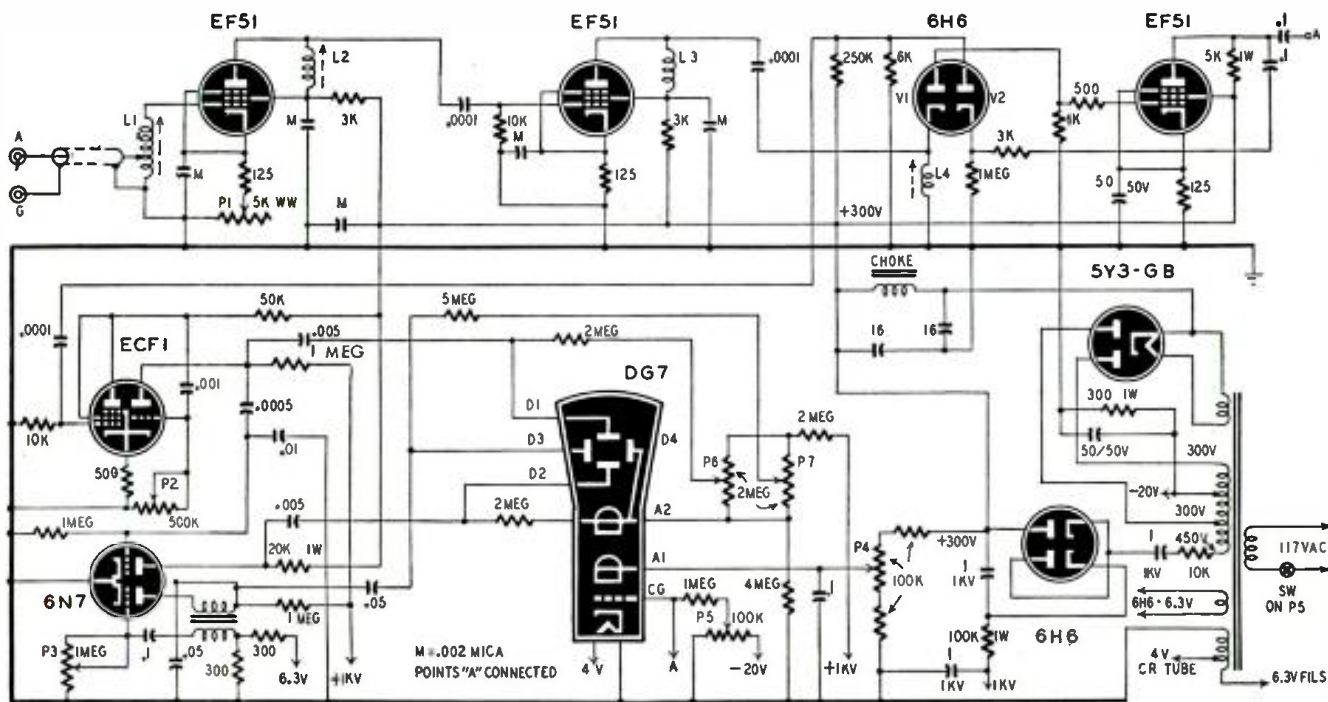 EF51
EF51
6H6
EF51
.1
A
L2
L3
.0001
250K
6K
5K
1W
.1
V1
V2
500
L1
M
3K
.0001
10K
M
3K
M
A
G
M
125
P1
5K WW
M
125
+300V
L4
1MEG
3K
50
50V
125
CHOKE
5Y3-GB
50K
5MEG
.0001
.005
2MEG
16
16
ECF1
1 MEG
.001
DG7
.0005
D1
2MEG
300
1W
10K
.01
D3
D4
P6
P7
50/50V
300V
500
P2
D2
2MEG
-20V
500K
.005
2MEG
A2
300V
1MEG
20K
1W
P4
+300V
1
450V
117VAC
A1
100K
1
1KV
1KV
10K
SW
ON P5
6N7
.05
CG
1MEG
4MEG
.1
6H6-6.3V
1 MEG
P5
100K
6H6
P3
1MEG
.1
.05
300
300
M=.002 MICA
100K
1W
4V
CR TUBE
6.3V
+1KV
POINTS "A" CONNECTED
4V
A
-20V
+1KV
1
1KV
1KV
6.3V FILS